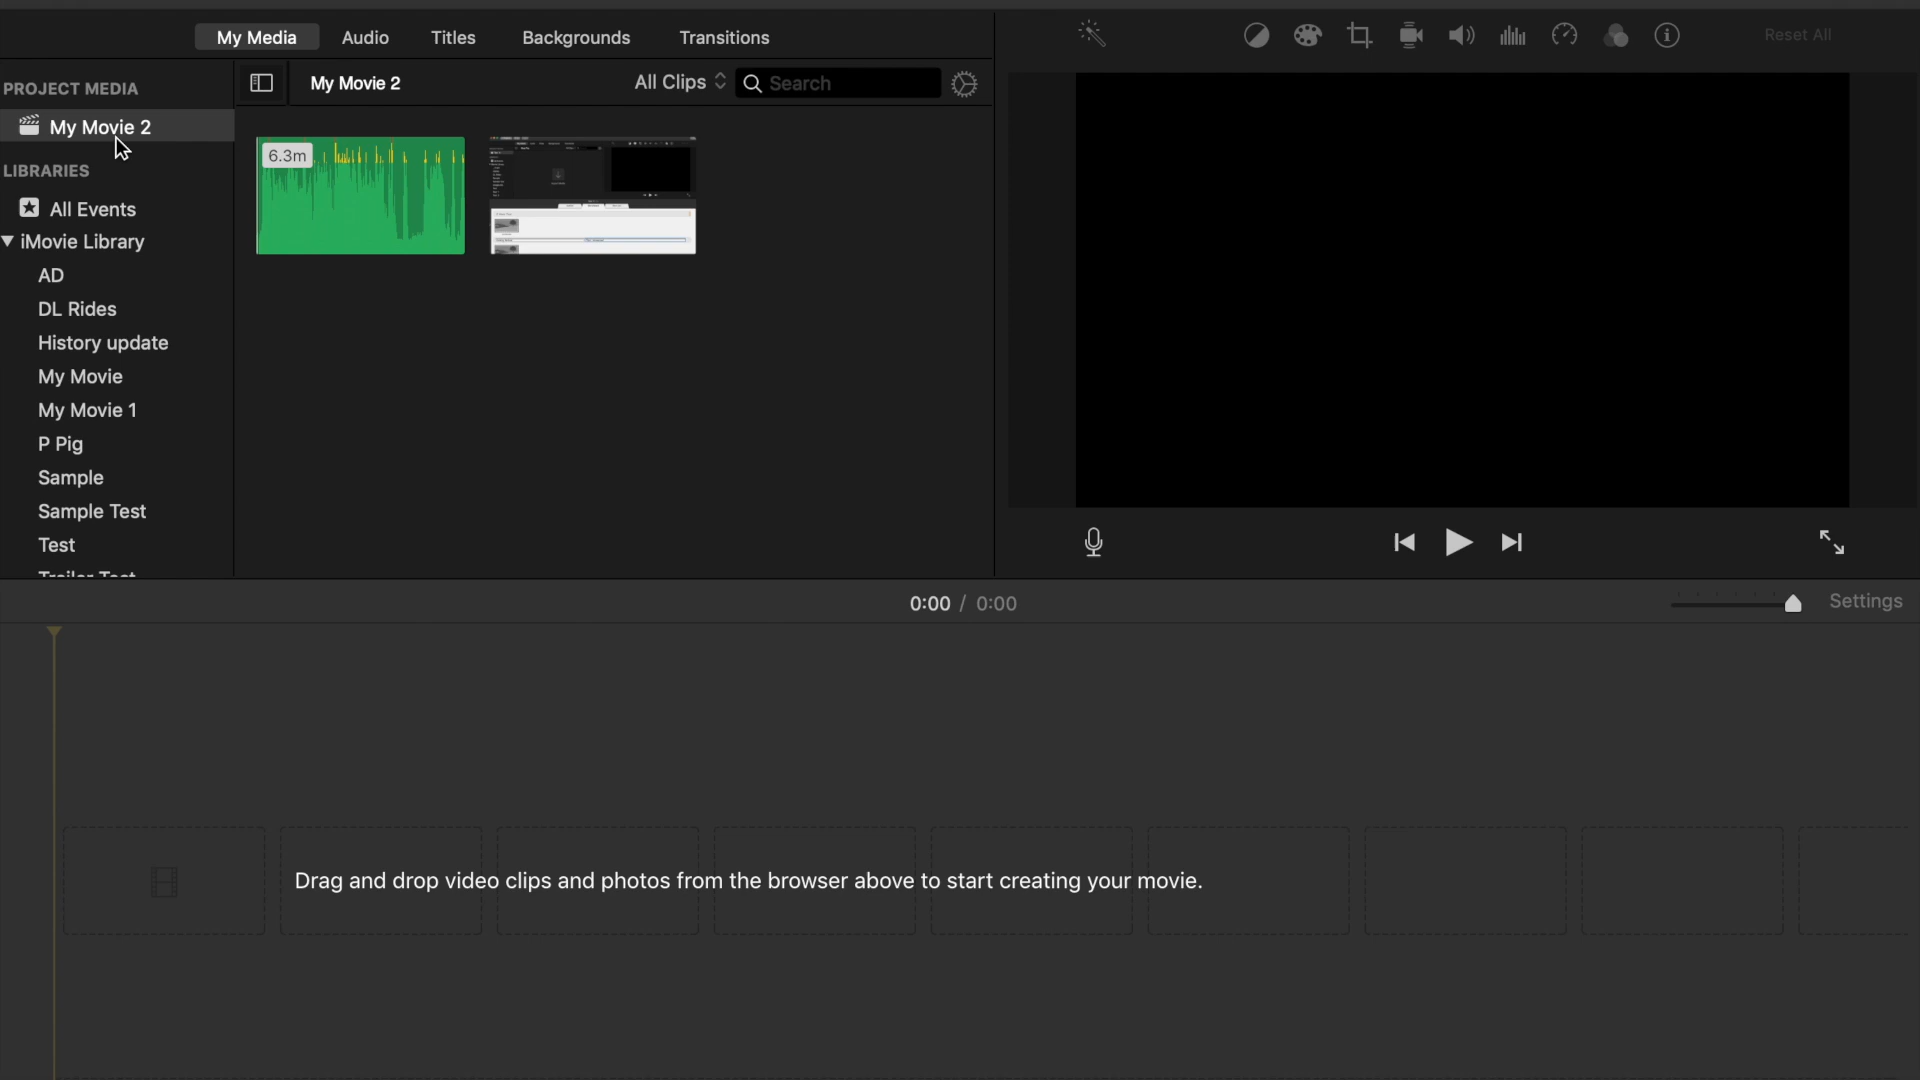 My Media Audio Titles Backgrounds Transitions
Reset All
PROJECT MEDIA
My Movie 2
All Clips
Search
My Movie 2
LIBRARIES
All Events
iMovie Library
AD
DL Rides
History update
My Movie
My Movie 1
P Pig
Sample
Sample Test
Test
6.3m
0:00 / 0:00
Settings
Drag and drop video clips and photos from the browser above to start creating your movie.